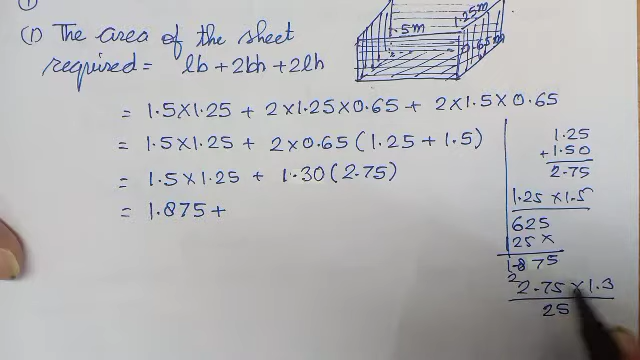 (1) The area of the sheet
required = lb + 2bh + 2lh
1.5m
1.25m
= 1.5×1.25 + 2×1.25×0.65 + 2×1.5×0.65
= 1.5×1.25 + 2×0.65(1.25 + 1.5)
= 1.5×1.25 + 1.30(2.75)
= 1.875 +
1.25
+1.50
2.75
1.25 × 1.5
625
125×
1.875
2
2.75×1.3
25